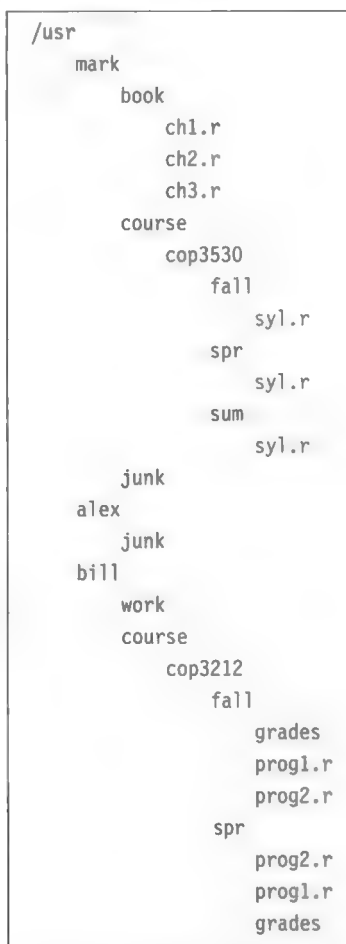 /usr
    mark
        book
            ch1.r
            ch2.r
            ch3.r
        course
            cop3530
                fall
                    syl.r
                spr
                    syl.r
                sum
                    syl.r
        junk
    alex
        junk
    bill
        work
        course
            cop3212
                fall
                    grades
                    prog1.r
                    prog2.r
                spr
                    prog2.r
                    prog1.r
                    grades